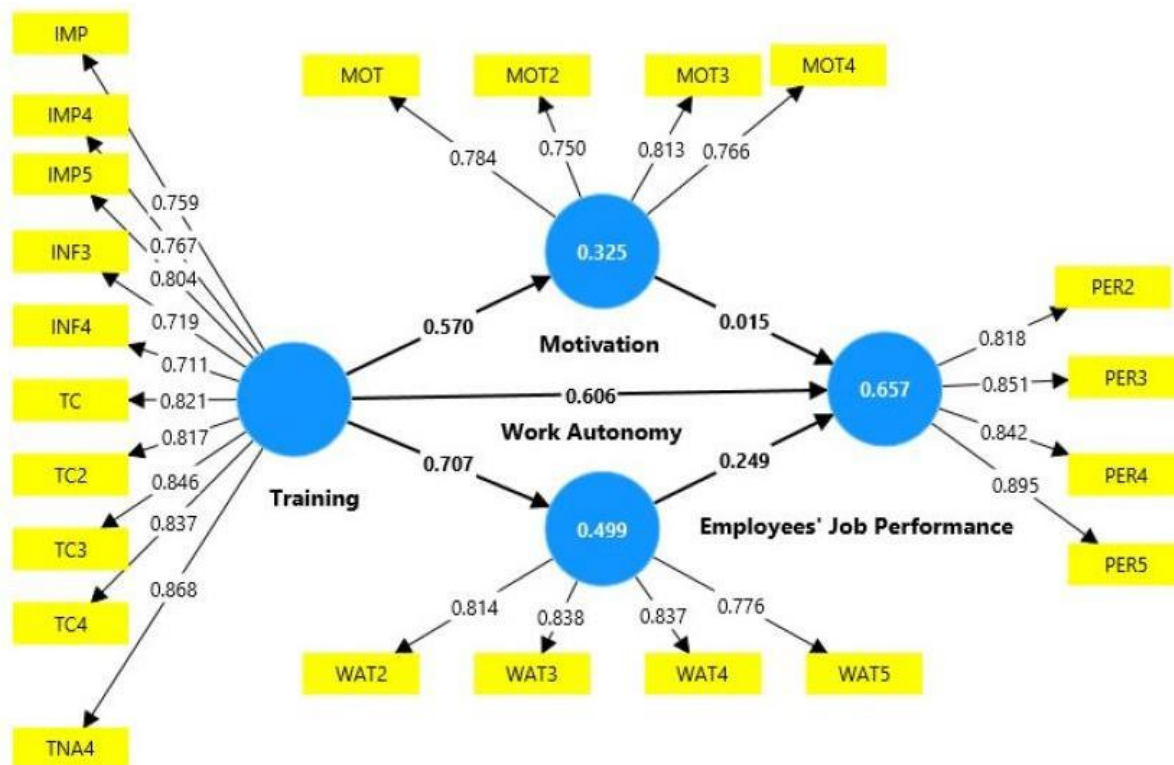 IMP
IMP4
IMP5
INF3
INF4
TC
TC2
TC3
TC4
TNA4
0.759
0.767
0.804
0.719
0.711
0.821
0.817
0.846
0.837
0.868
Training
MOT
MOT2
MOT3
MOT4
0.784
0.750
0.813
0.766
0.325
Motivation
0.570
0.015
0.606
Work Autonomy
0.707
0.249
0.499
0.814
0.838
0.837
0.776
WAT2
WAT3
WAT4
WAT5
0.657
Employees' Job Performance
0.818
0.851
0.842
0.895
PER2
PER3
PER4
PER5